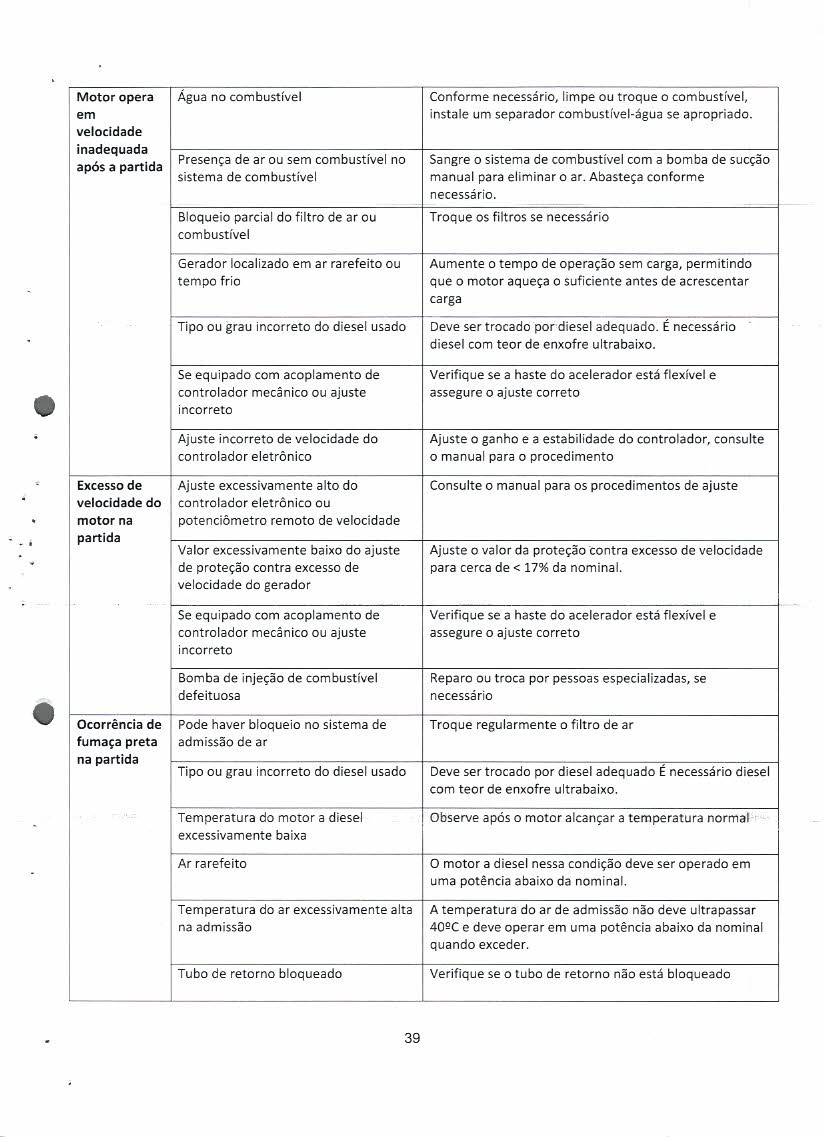 Motor opera
em
velocidade
inadequada
após a partida
Água no combustível
Conforme necessário, limpe ou troque o combustível,
instale um separador combustível-água se apropriado.
Presença de ar ou sem combustível no
sistema de combustível
Sangre o sistema de combustível com a bomba de sucção
manual para eliminar o ar. Abasteça conforme
necessário.
Bloqueio parcial do filtro de ar ou
combustível
Troque os filtros se necessário
Gerador localizado em ar rarefeito ou
tempo frio
Aumente o tempo de operação sem carga, permitindo
que o motor aqueça o suficiente antes de acrescentar
carga
Tipo ou grau incorreto do diesel usado
Deve ser trocado por diesel adequado. É necessário
diesel com teor de enxofre ultrabaixo.
Se equipado com acoplamento de
controlador mecânico ou ajuste
incorreto
Verifique se a haste do acelerador está flexível e
assegure o ajuste correto
Ajuste incorreto de velocidade do
controlador eletrônico
Ajuste o ganho e a estabilidade do controlador, consulte
o manual para o procedimento
Excesso de
velocidade do
motor na
partida
Ajuste excessivamente alto do
controlador eletrônico ou
potenciômetro remoto de velocidade
Consulte o manual para os procedimentos de ajuste
Valor excessivamente baixo do ajuste
de proteção contra excesso de
velocidade do gerador
Ajuste o valor da proteção contra excesso de velocidade
para cerca de < 17% da nominal.
Se equipado com acoplamento de
controlador mecânico ou ajuste
incorreto
Verifique se a haste do acelerador está flexível e
assegure o ajuste correto
Bomba de injeção de combustível
defeituosa
Reparo ou troca por pessoas especializadas, se
necessário
Ocorrência de
fumaça preta
na partida
Pode haver bloqueio no sistema de
admissão de ar
Troque regularmente o filtro de ar
Tipo ou grau incorreto do diesel usado
Deve ser trocado por diesel adequado É necessário diesel
com teor de enxofre ultrabaixo.
Temperatura do motor a diesel
excessivamente baixa
Observe após o motor alcançar a temperatura normal
Ar rarefeito
O motor a diesel nessa condição deve ser operado em
uma potência abaixo da nominal.
Temperatura do ar excessivamente alta
na admissão
A temperatura do ar de admissão não deve ultrapassar
40ºC e deve operar em uma potência abaixo da nominal
quando exceder.
Tubo de retorno bloqueado
Verifique se o tubo de retorno não está bloqueado
39